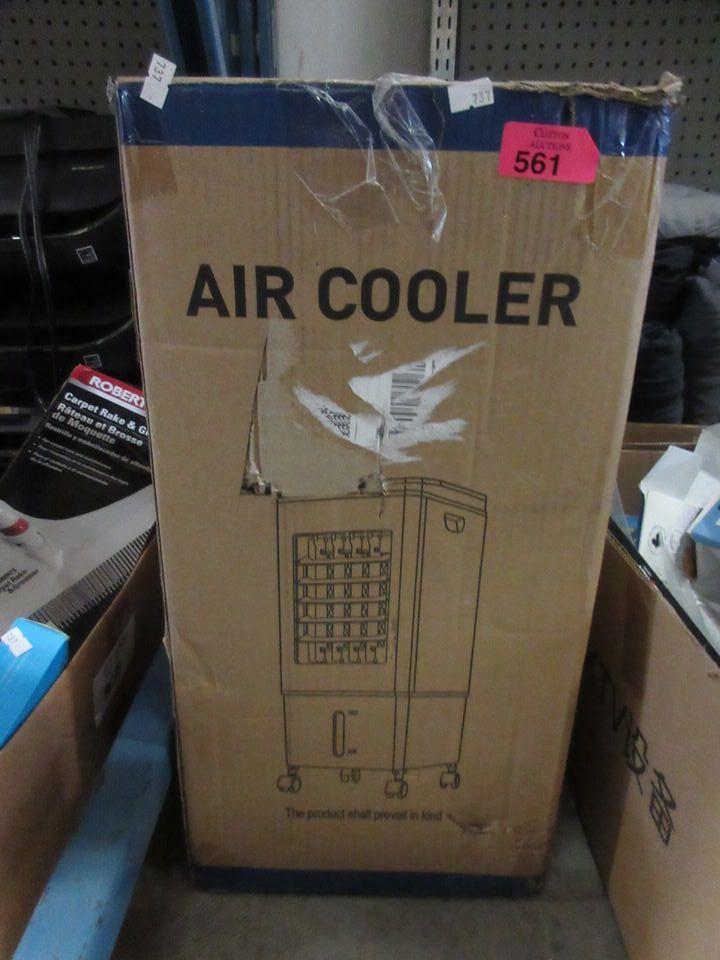 737
737
COTTON
AUCTIONS
561
AIR COOLER
ROBERT
Carpet Rake & G
Râteau et Brosse
de Moquette
The product shall prevail in kind
737